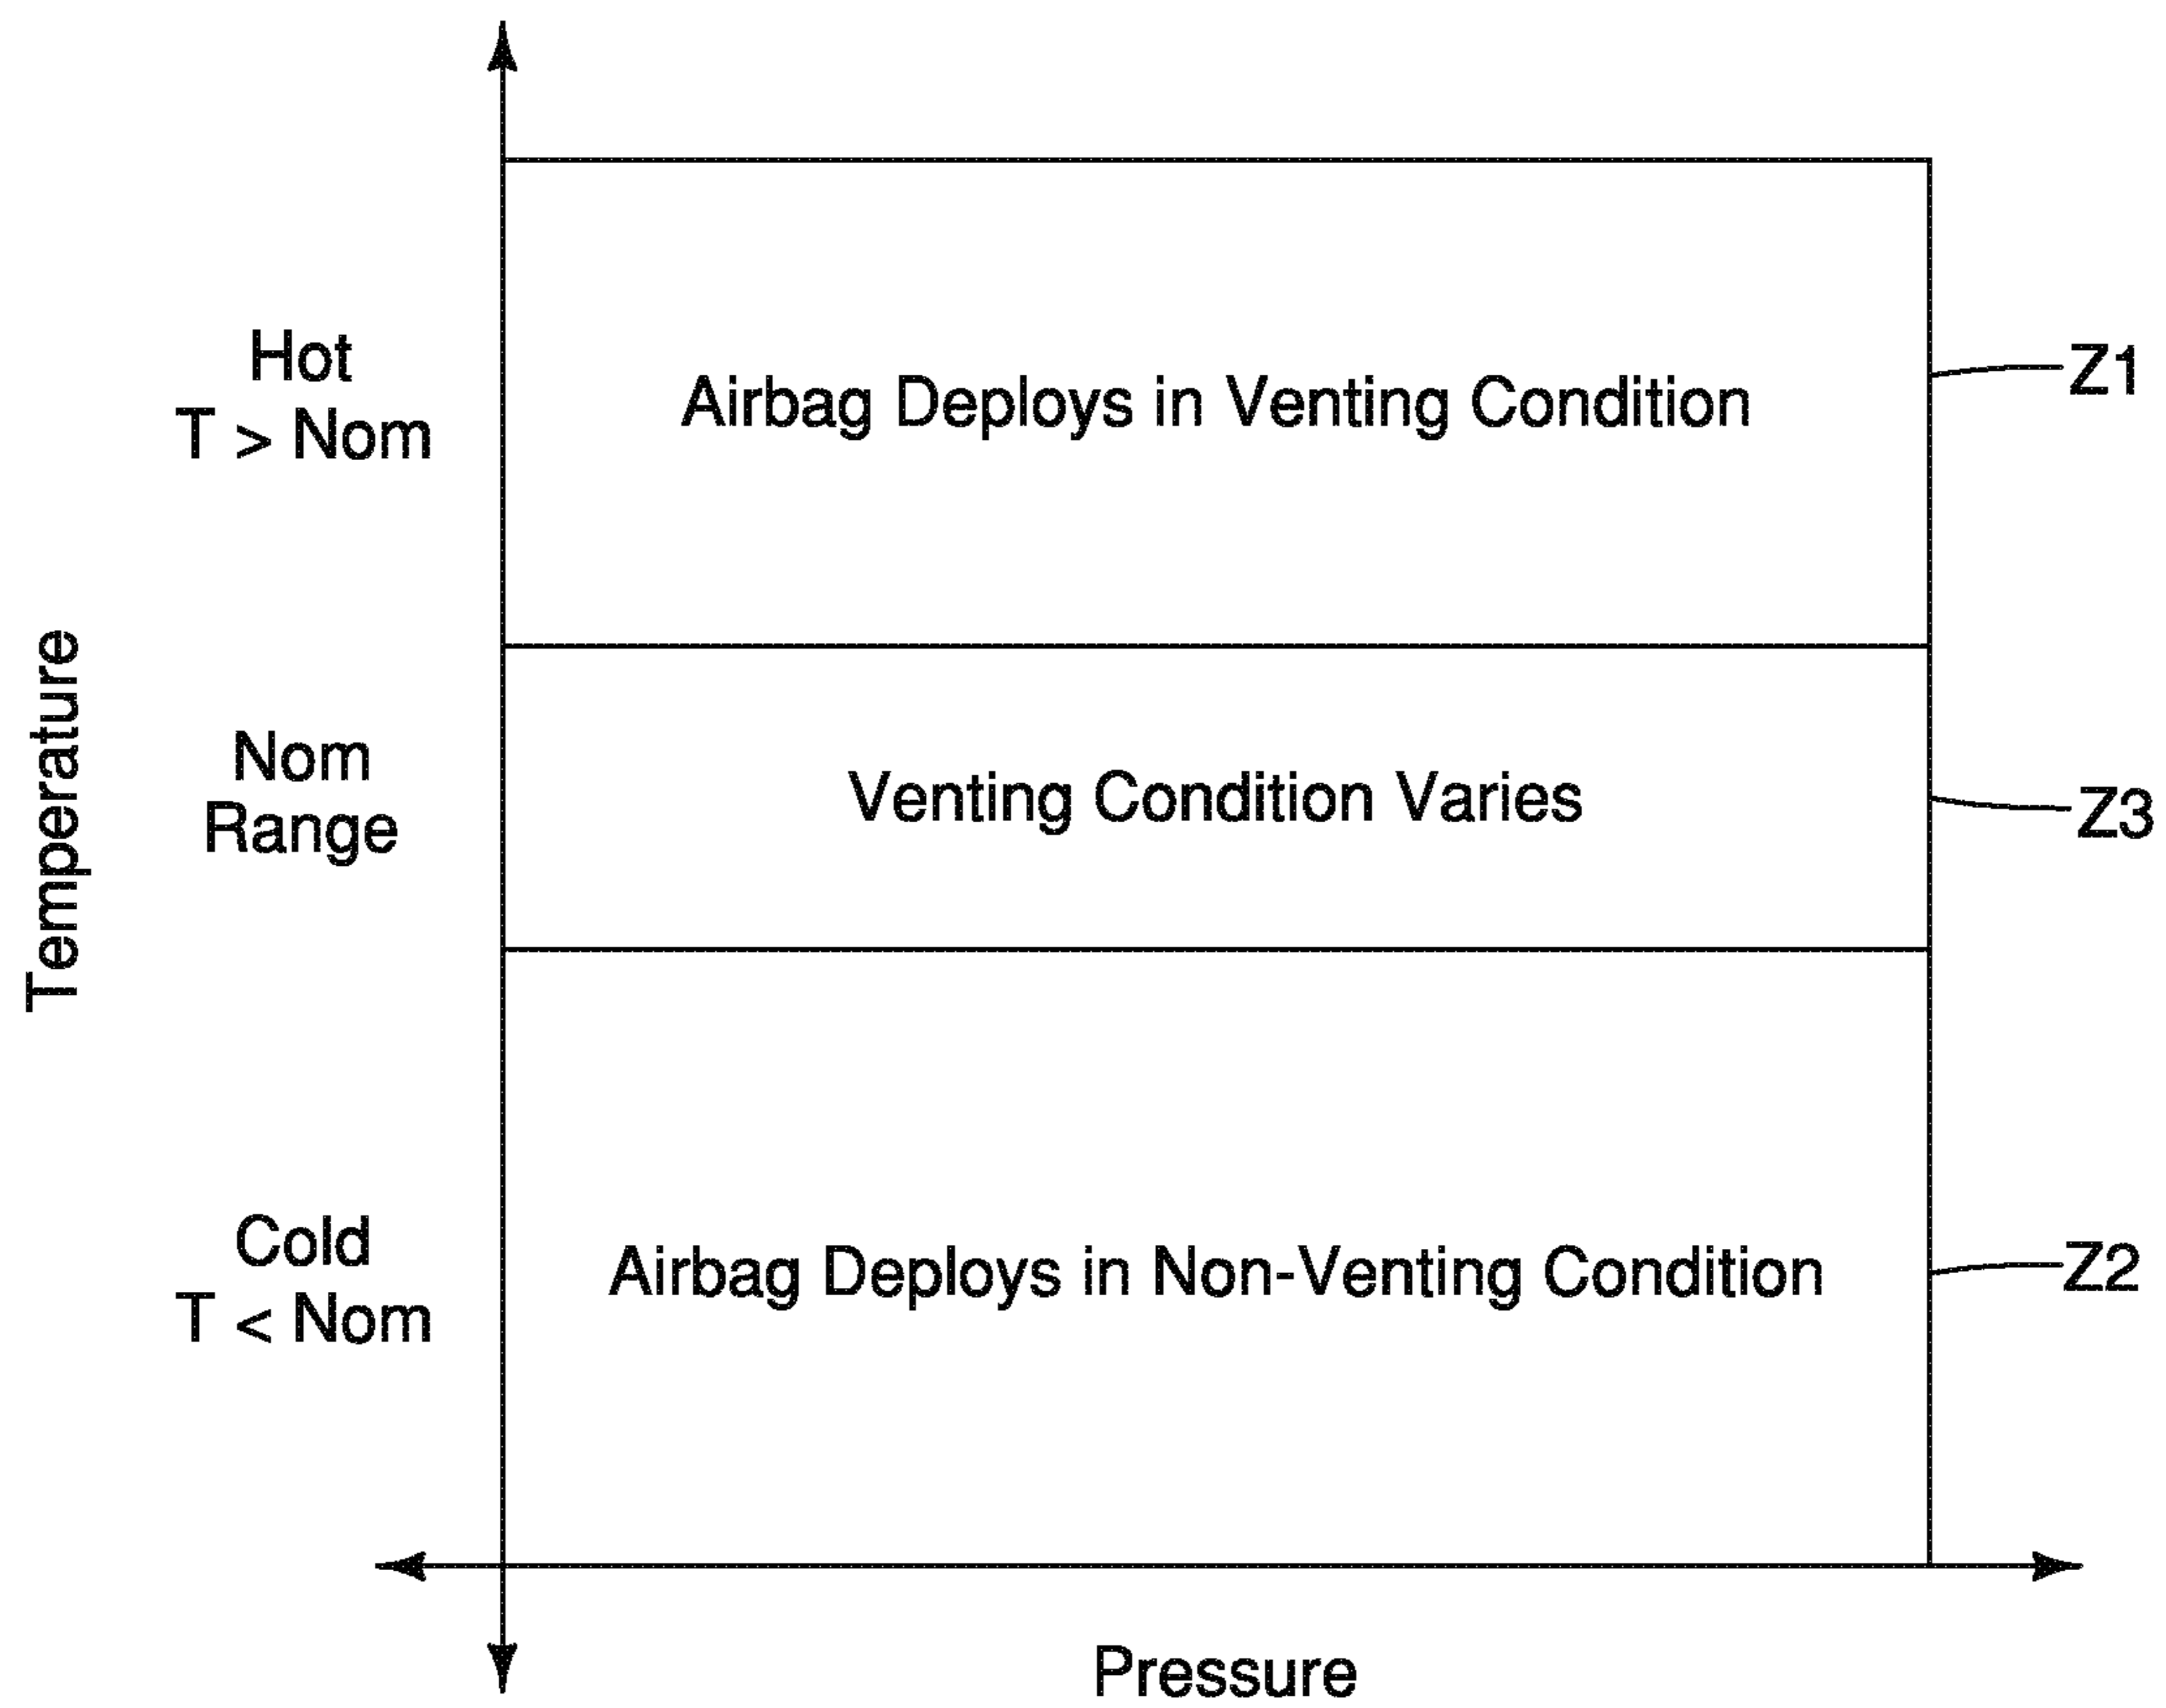 Hot
T > Nom
Airbag Deploys in Venting Condition
Z1
Temperature
Nom
Range
Venting Condition Varies
Z3
Cold
T < Nom
Airbag Deploys in Non-Venting Condition
Z2
Pressure